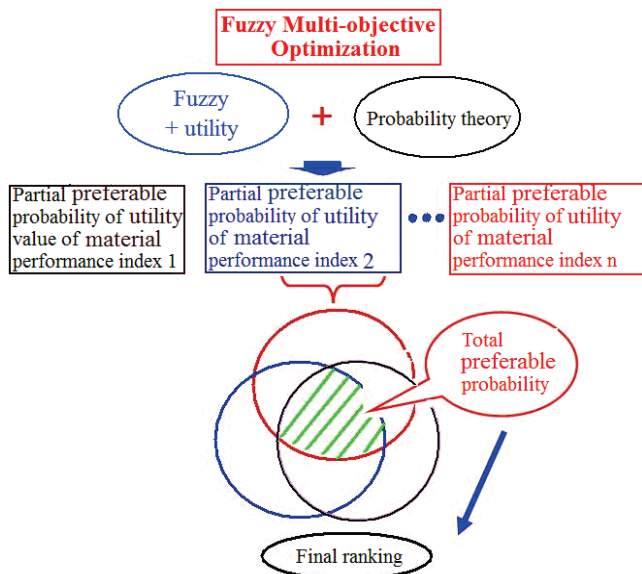 Fuzzy Multi-objective
Optimization
Fuzzy
+ utility
+
Probability theory
Partial preferable
probability of utility
value of material
performance index 1
Partial preferable
probability of utility
of material
performance index 2
Partial preferable
probability of utility
of material
performance index n
Total
preferable
probability
Final ranking